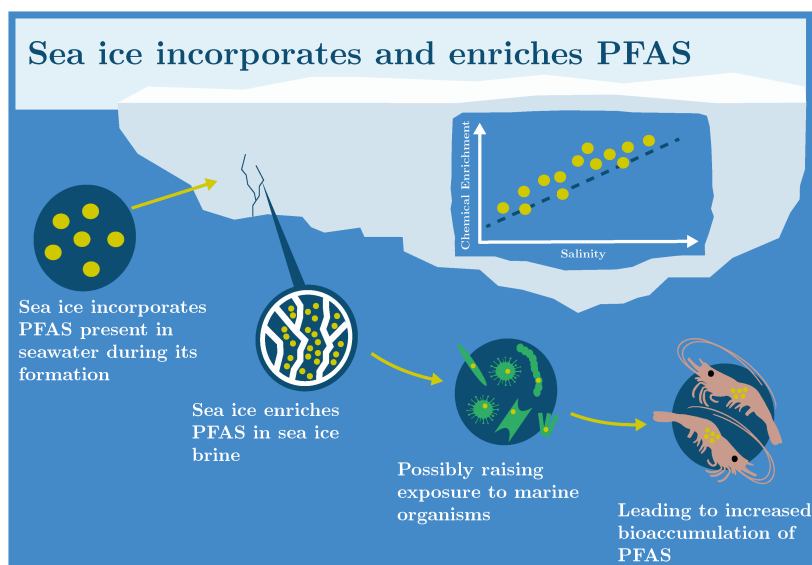 Sea ice incorporates and enriches PFAS
Chemical Enrichment
Salinity
Sea ice incorporates
PFAS present in
seawater during its
formation
Sea ice enriches
PFAS in sea ice
brine
Possibly raising
exposure to marine
organisms
Leading to increased
bioaccumulation of
PFAS